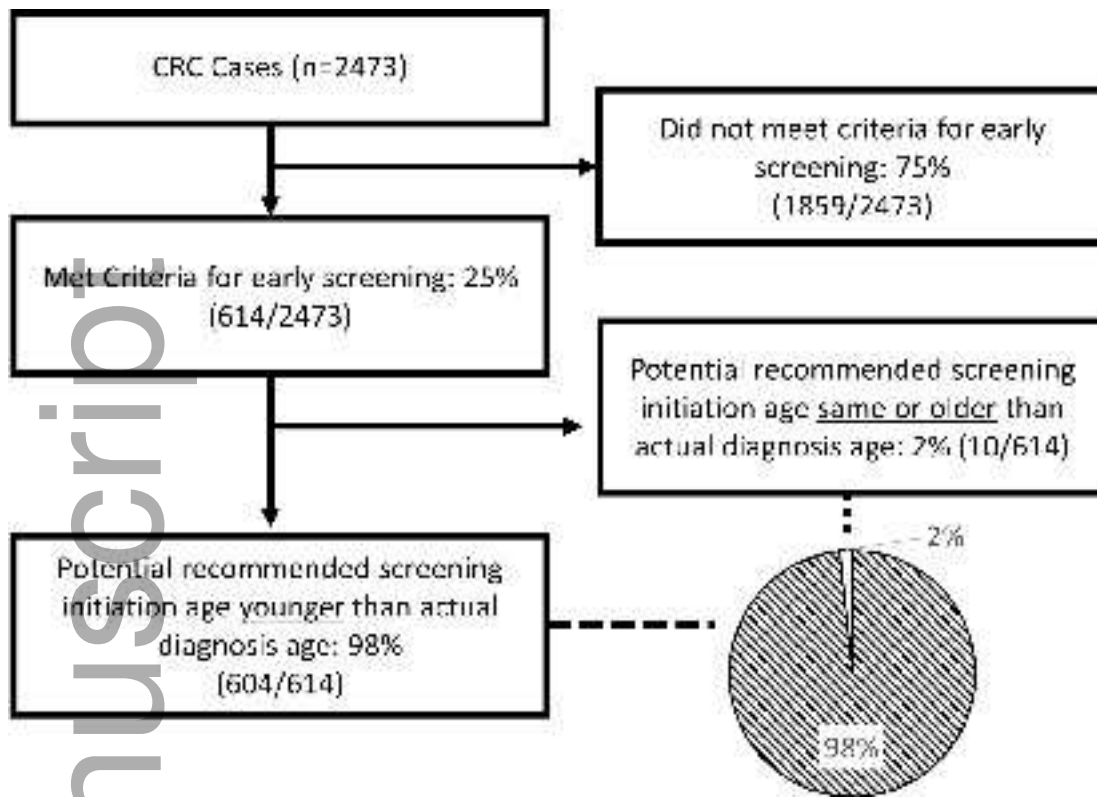 CRC Cases (n=2473)
Did not meet criteria for early
screening: 75%
(1859/2473)
Met Criteria for early screening: 25%
(614/2473)
Potential recommended screening
initiation age same or older than
actual diagnosis age: 2% (10/614)
Potential recommended screening
initiation age younger than actual
diagnosis age: 98%
(604/614)
2%
98%
nuscript